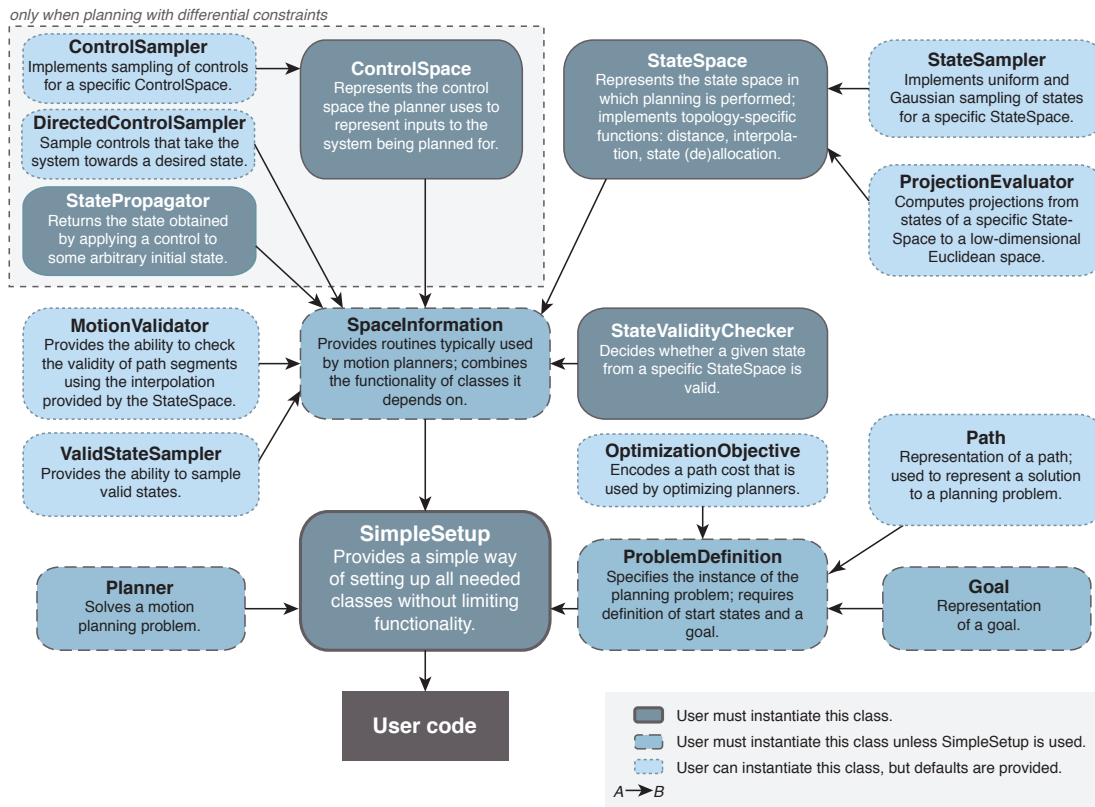 only when planning with differential constraints
ControlSampler
Implements sampling of controls
for a specific ControlSpace.
DirectedControlSampler
Sample controls that take the
system towards a desired state.
StatePropagator
Returns the state obtained
by applying a control to
some arbitrary initial state.
ControlSpace
Represents the control
space the planner uses to
represent inputs to the
system being planned for.
StateSpace
Represents the state space in
which planning is performed;
implements topology-specific
functions: distance, interpola-
tion, state (de)allocation.
StateSampler
Implements uniform and
Gaussian sampling of states
for a specific StateSpace.
ProjectionEvaluator
Computes projections from
states of a specific State-
Space to a low-dimensional
Euclidean space.
MotionValidator
Provides the ability to check
the validity of path segments
using the interpolation
provided by the StateSpace.
SpaceInformation
Provides routines typically used
by motion planners; combines
the functionality of classes it
depends on.
StateValidityChecker
Decides whether a given state
from a specific StateSpace is
valid.
ValidStateSampler
Provides the ability to sample
valid states.
OptimizationObjective
Encodes a path cost that is
used by optimizing planners.
Path
Representation of a path;
used to represent a solution
to a planning problem.
Planner
Solves a motion
planning problem.
SimpleSetup
Provides a simple way
of setting up all needed
classes without limiting
functionality.
ProblemDefinition
Specifies the instance of the
planning problem; requires
definition of start states and a
goal.
Goal
Representation
of a goal.
User code
User must instantiate this class.
User must instantiate this class unless SimpleSetup is used.
User can instantiate this class, but defaults are provided.
A B